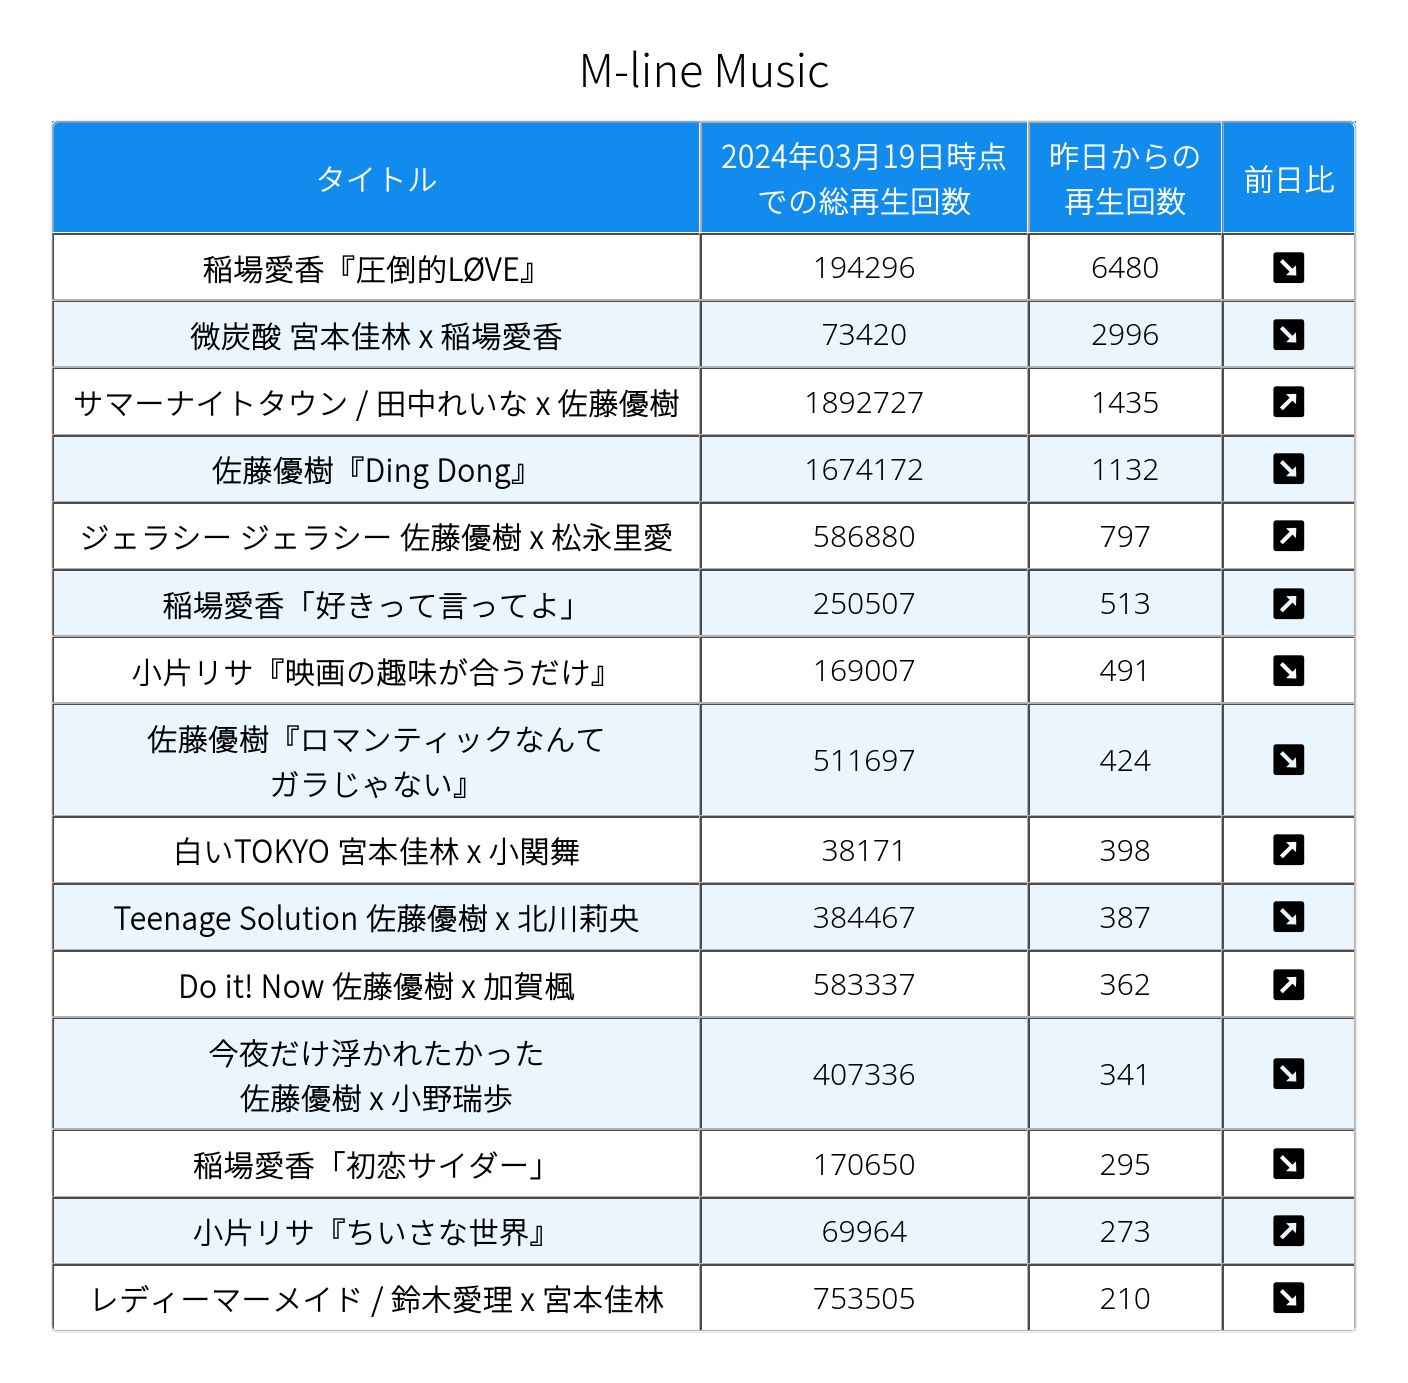 M-line Music
タイトル
2024年03月19日時点
での総再生回数
昨日からの
再生回数
前日比
稲場愛香『圧倒的LØVE』 194296 6480
微炭酸 宮本佳林 x 稲場愛香 73420 2996
サマーナイトタウン / 田中れいな x 佐藤優樹 1892727 1435
佐藤優樹『Ding Dong』 1674172 1132
ジェラシー ジェラシー 佐藤優樹 x 松永里愛 586880 797
稲場愛香「好きって言ってよ」 250507 513
小片リサ『映画の趣味が合うだけ』 169007 491
佐藤優樹『ロマンティックなんて
ガラじゃない』 511697 424
白いTOKYO 宮本佳林 x 小関舞 38171 398
Teenage Solution 佐藤優樹 x 北川莉央 384467 387
Do it! Now 佐藤優樹 x 加賀楓 583337 362
今夜だけ浮かれたかった
佐藤優樹 x 小野瑞歩 407336 341
稲場愛香「初恋サイダー」 170650 295
小片リサ『ちいさな世界』 69964 273
レディーマーメイド / 鈴木愛理 x 宮本佳林 753505 210